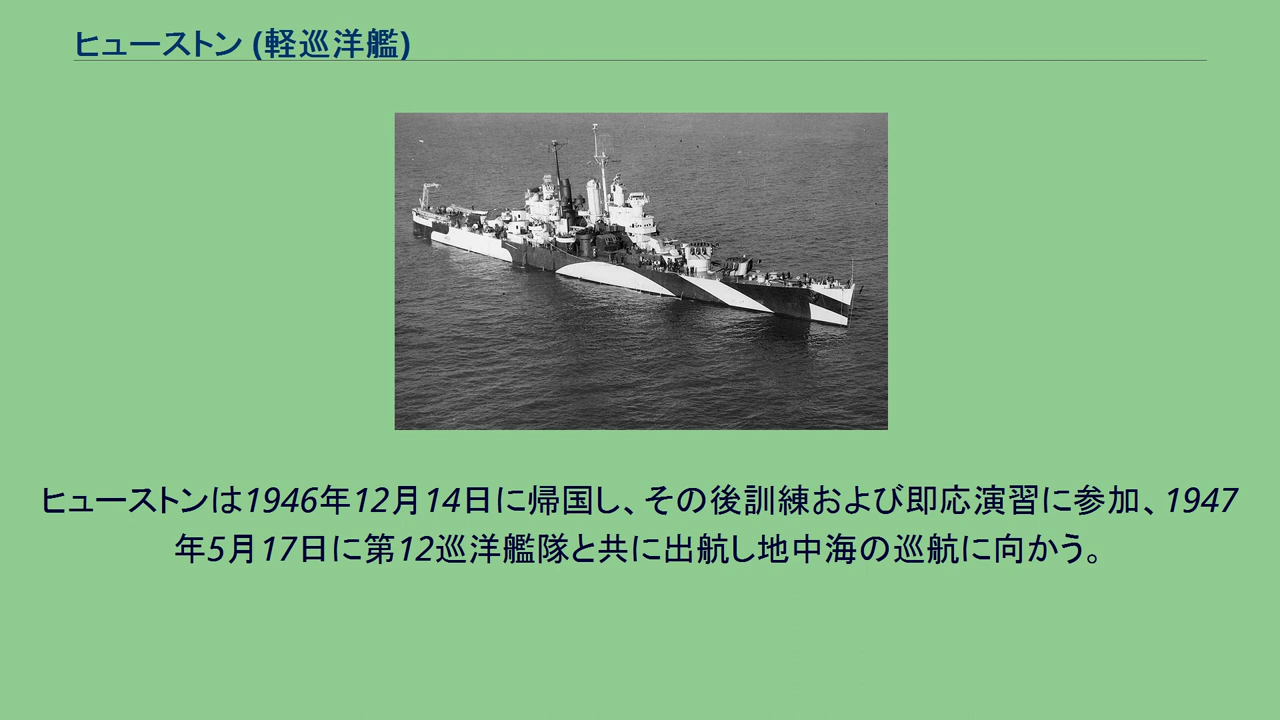 ヒューストン (軽巡洋艦)
ヒューストンは1946年12月14日に帰国し、その後訓練および即応演習に参加、1947
年5月17日に第12巡洋艦隊と共に出航し地中海の巡航に向かう。